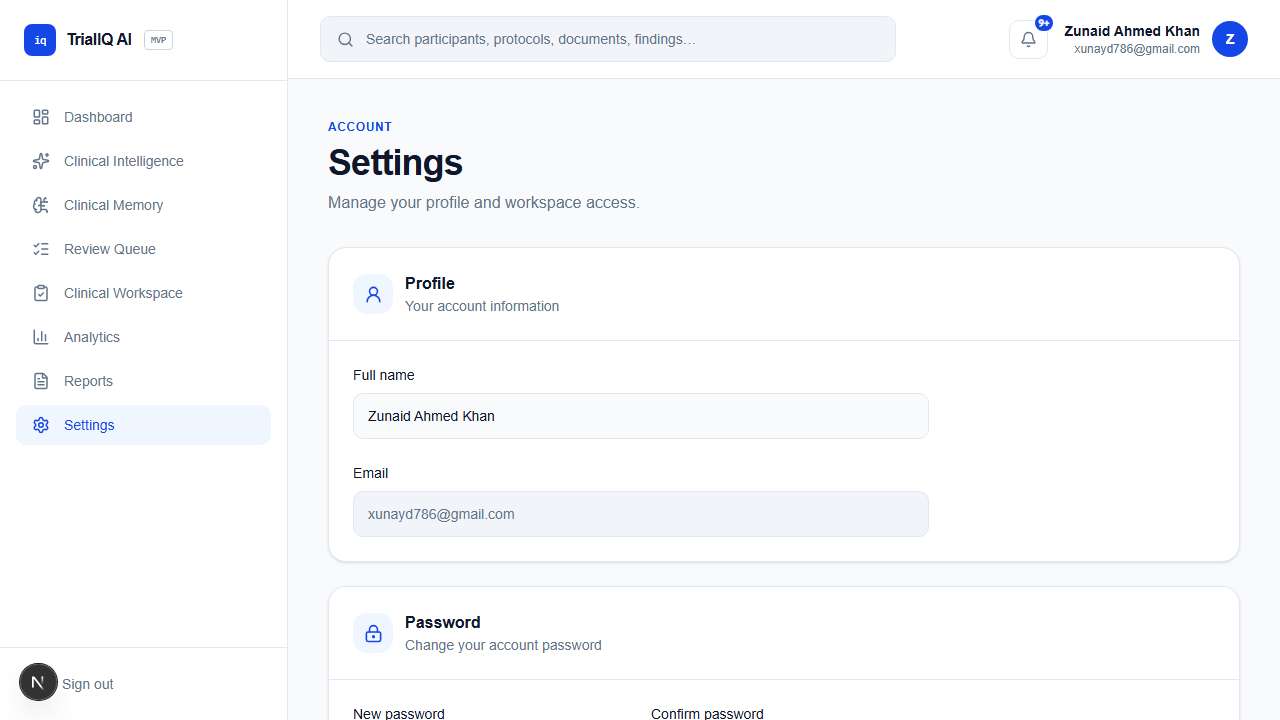 iq TrialIQ AI MVP
Search participants, protocols, documents, findings...
9+
Zunaid Ahmed Khan
xunayd786@gmail.com
Z
Dashboard
Clinical Intelligence
Clinical Memory
Review Queue
Clinical Workspace
Analytics
Reports
Settings
N Sign out
ACCOUNT
Settings
Manage your profile and workspace access.
Profile
Your account information
Full name
Zunaid Ahmed Khan
Email
xunayd786@gmail.com
Password
Change your account password
New password Confirm password